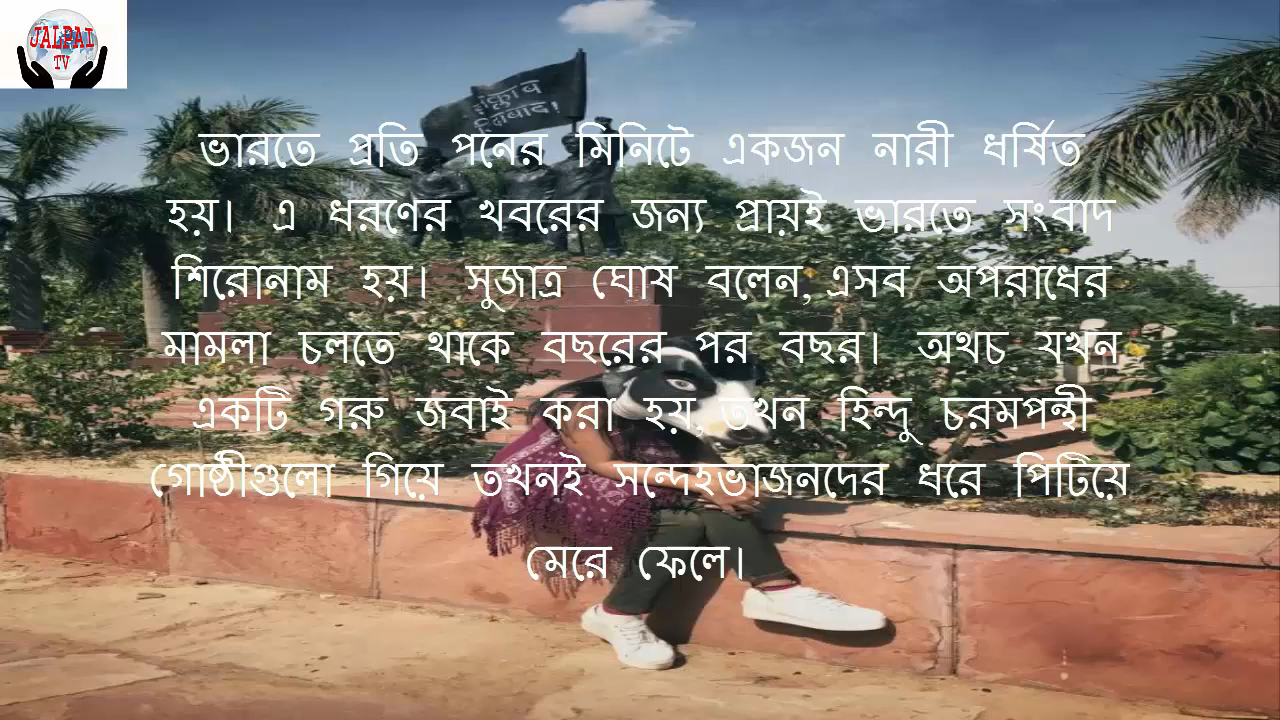 JALPAI
TV
ভারতে প্রতি পনের মিনিটে একজন নারী ধর্ষিত
হয়। এ ধরণের খবরের জন্য প্রায়ই ভারতে সংবাদ
শিরোনাম হয়। সুজাত্র ঘোষ বলেন, এসব অপরাধের
মামলা চলতে থাকে বছরের পর বছর। অথচ যখন
একটি গরু জবাই করা হয়, তখন হিন্দু চরমপন্থী
গোষ্ঠীগুলো গিয়ে তখনই সন্দেহভাজনদের ধরে পিটিয়ে
মেরে ফেলে।